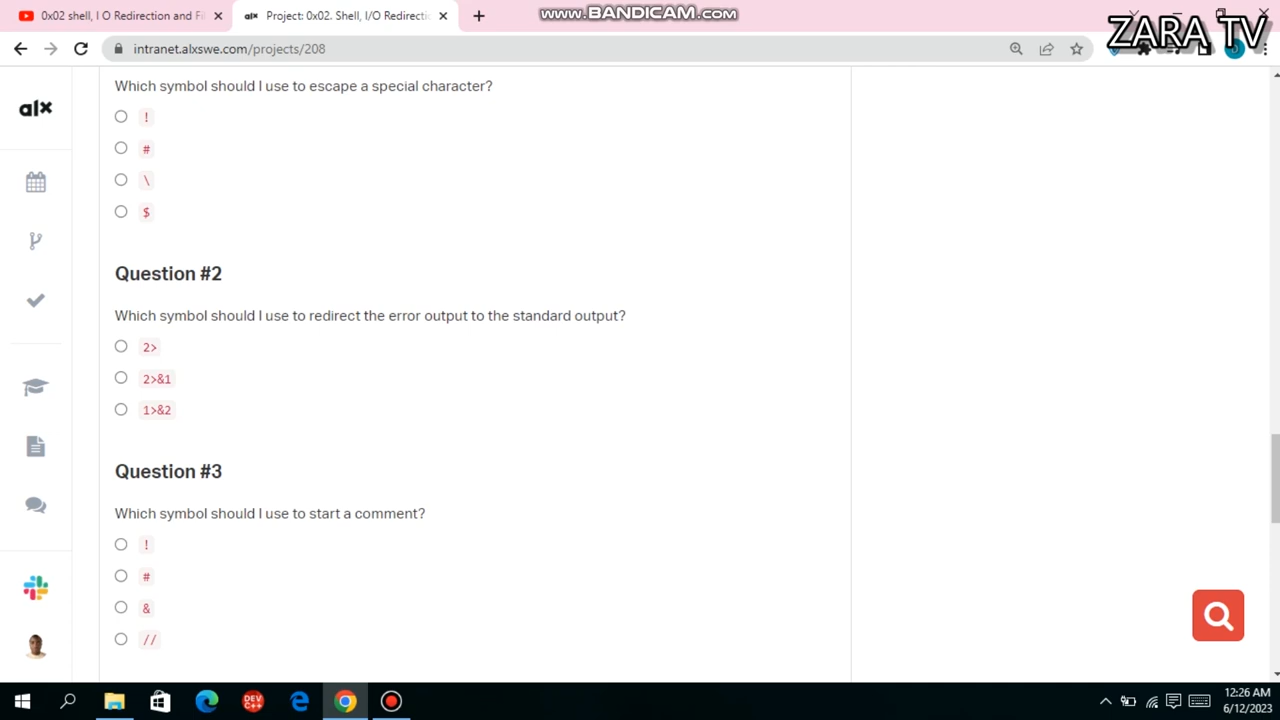 0x02 shell, I O Redirection and Fi
Project: 0x02. Shell, I/O Redirecti
www.BANDICAM.com
ZARA TV
intranet.alxswe.com/projects/208
alx
Which symbol should I use to escape a special character?
!
#
\
$
Question #2
Which symbol should I use to redirect the error output to the standard output?
2>
2>&1
1>&2
Question #3
Which symbol should I use to start a comment?
!
#
&
//
DEV C++
12:26 AM
6/12/2023